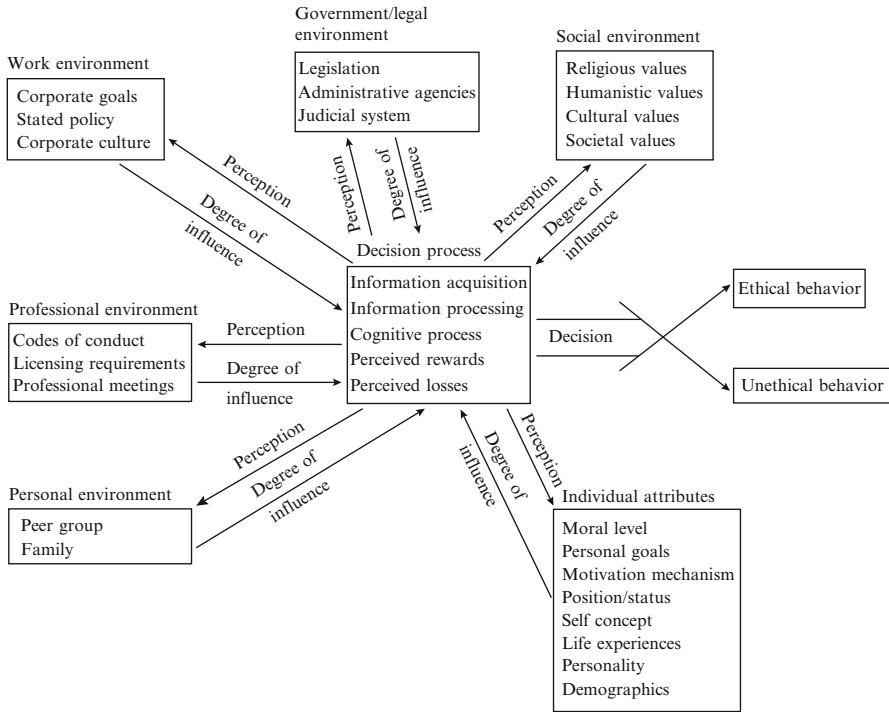 Government/legal
environment
Legislation
Administrative agencies
Judicial system
Social environment
Religious values
Humanistic values
Cultural values
Societal values
Work environment
Corporate goals
Stated policy
Corporate culture
Perception
Degree of
influence
Perception
Degree of
influence
Perception
Degree of
influence
Decision process
Information acquisition
Information processing
Cognitive process
Perceived rewards
Perceived losses
Decision
Ethical behavior
Unethical behavior
Professional environment
Codes of conduct
Licensing requirements
Professional meetings
Perception
Degree of
influence
Personal environment
Peer group
Family
Perception
Degree of
influence
Degree of
influence
Perception
Individual attributes
Moral level
Personal goals
Motivation mechanism
Position/status
Self concept
Life experiences
Personality
Demographics